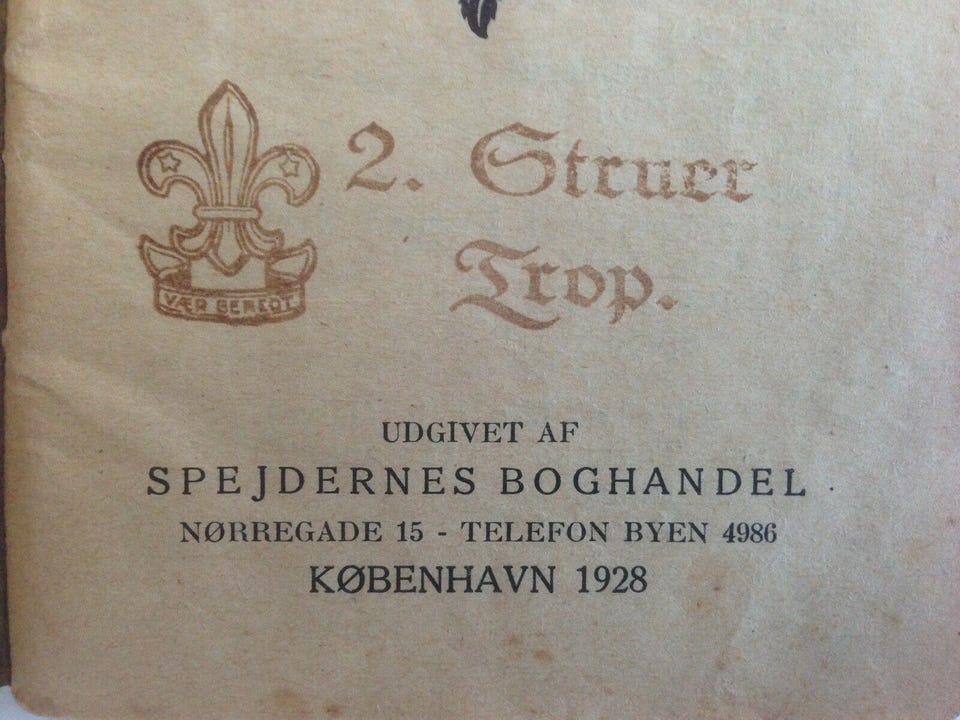 2. Struer
Trop.
VÆR BEREDT
UDGIVET AF
SPEJDERNES BOGHANDEL
NØRREGADE 15 - TELEFON BYEN 4986
KØBENHAVN 1928